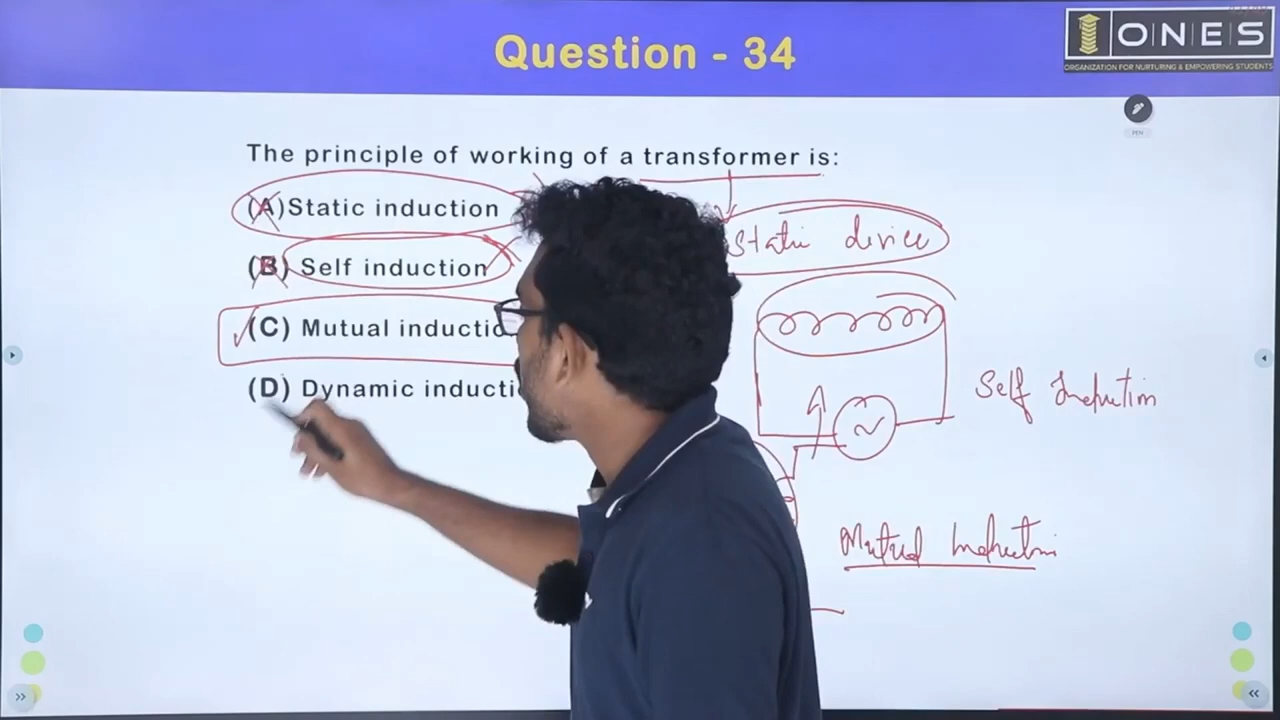 Question - 34
ONES
ORGANIZATION FOR NURTURING & EMPOWERING STUDENTS
PEN
The principle of working of a transformer is:
(A) Static induction
Static device
(B) Self induction
(C) Mutual inductio
Self Induction
(D) Dynamic inducti
Mutual Induction